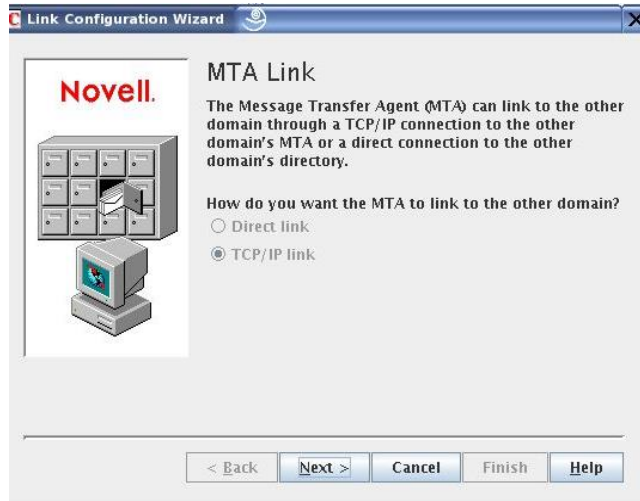 Link Configuration Wizard
Novell.
MTA Link
The Message Transfer Agent (MTA) can link to the other
domain through a TCP/IP connection to the other
domain's MTA or a direct connection to the other
domain's directory.
How do you want the MTA to link to the other domain?
Direct link
TCP/IP link
< Back Next > Cancel Finish Help